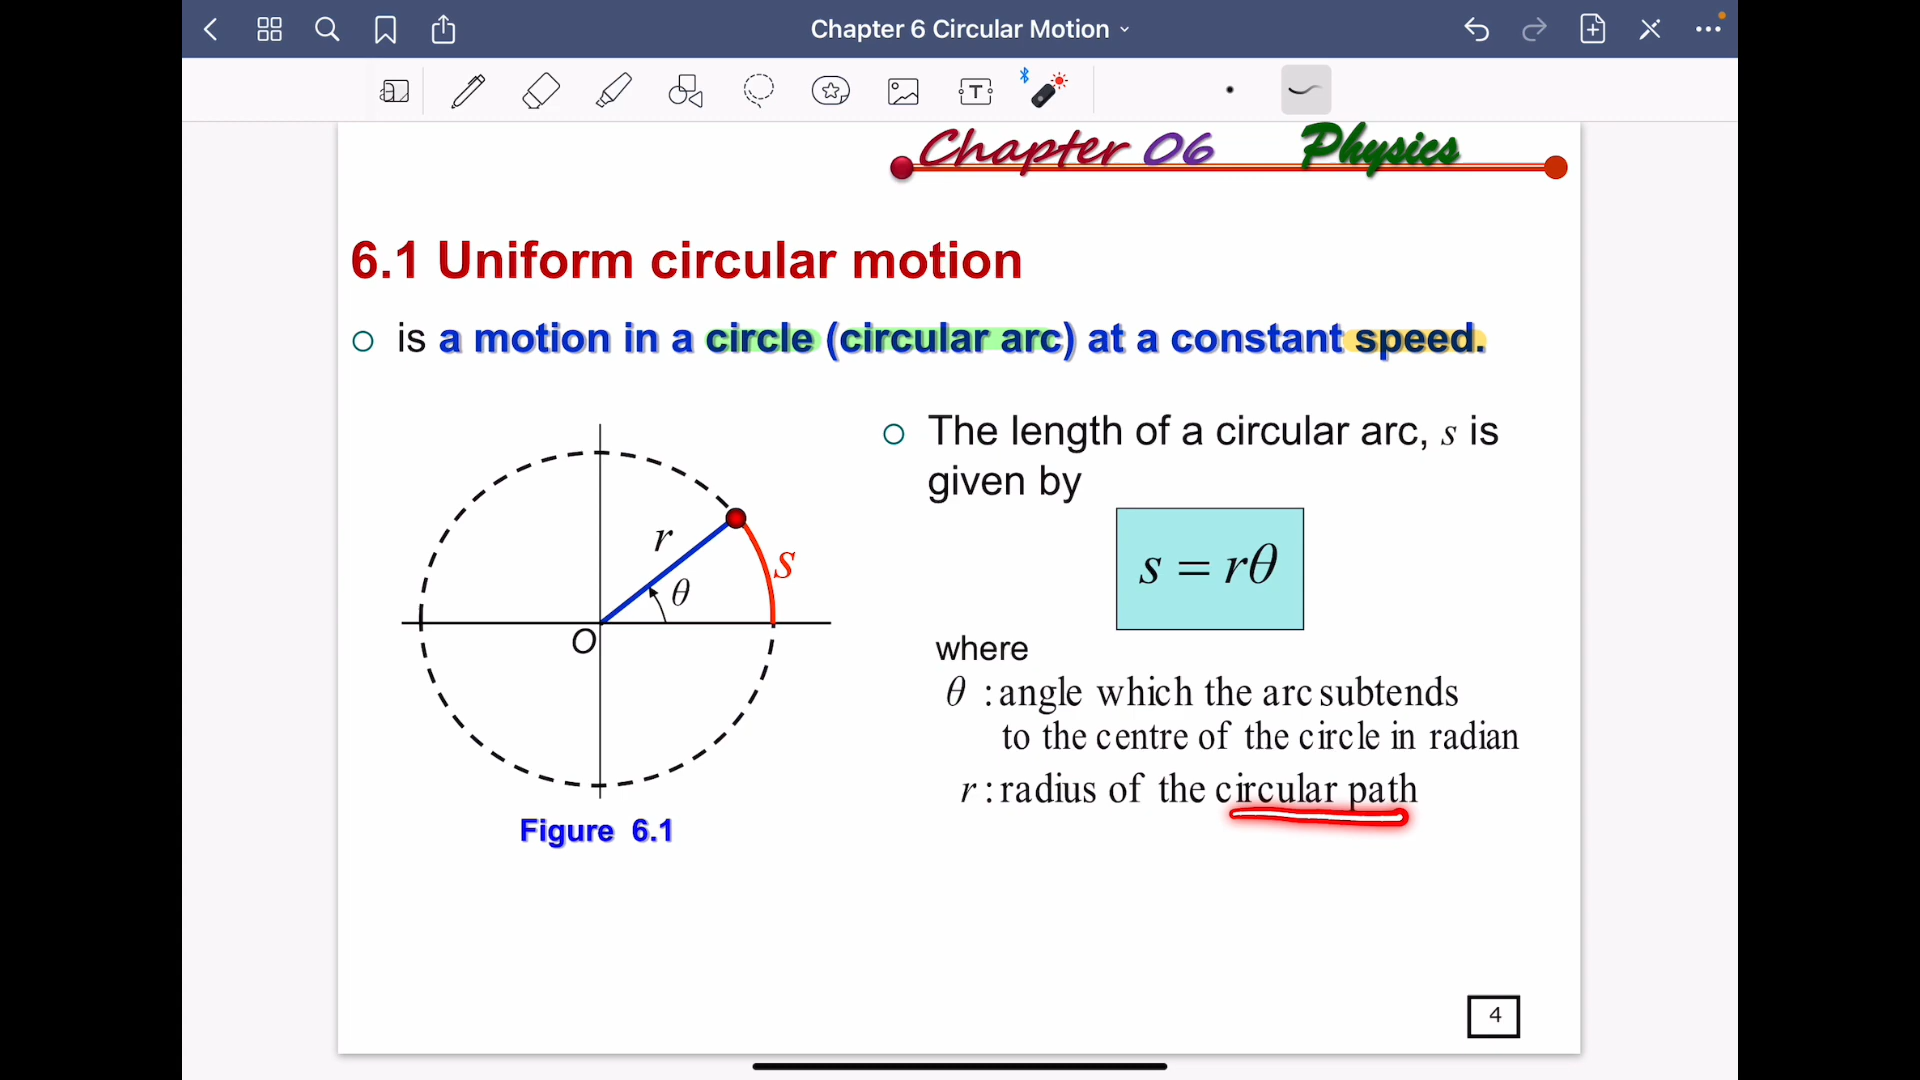 Chapter 6 Circular Motion
T
Chapter 06 Physics
6.1 Uniform circular motion
is a motion in a circle (circular arc) at a constant speed.
The length of a circular arc, s is
given by
s = rθ
where
θ : angle which the arc subtends
to the centre of the circle in radian
r : radius of the circular path
r
s
θ
O
Figure 6.1
4